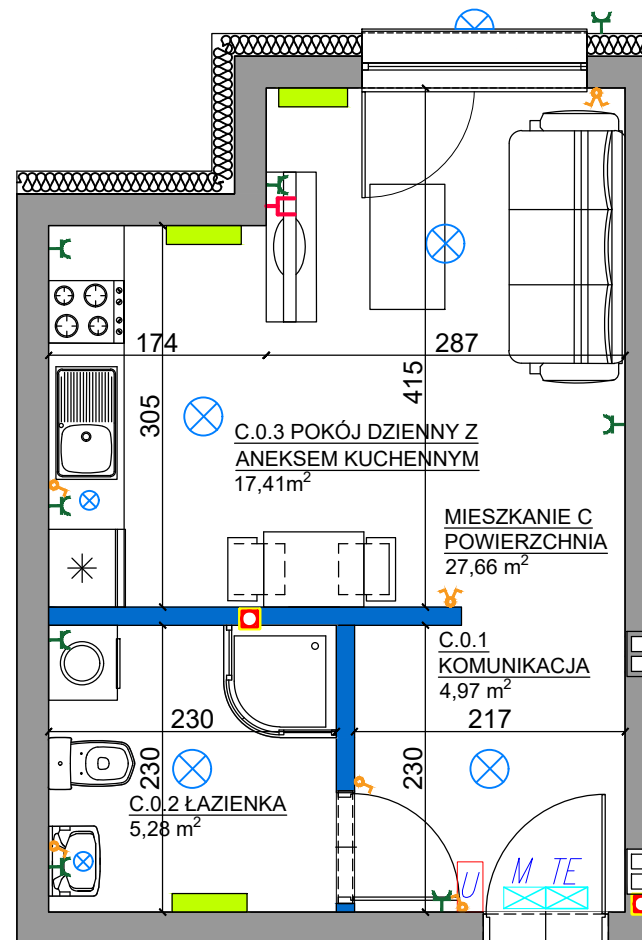 174
287
415
305
C.0.3 POKÓJ DZIENNY Z
ANEKSEM KUCHENNYM
17,41m²
MIESZKANIE C
POWIERZCHNIA
27,66 m²
C.0.1
KOMUNIKACJA
4,97 m²
230
217
230
230
C.0.2 ŁAZIENKA
5,28 m²
U
M TE